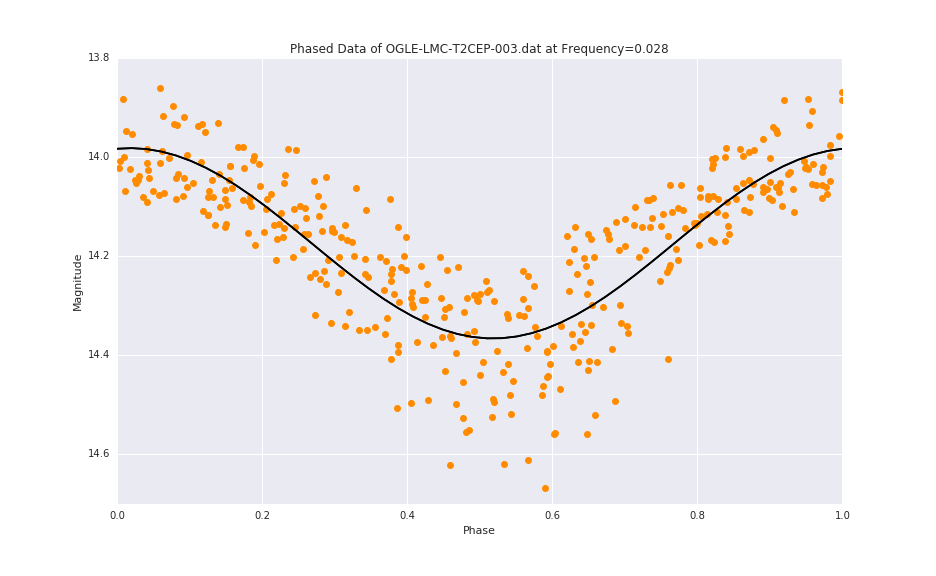 Phased Data of OGLE-LMC-T2CEP-003.dat at Frequency=0.028
13.8
14.0
14.2
14.4
14.6
Magnitude
0.0 0.2 0.4 0.6 0.8 1.0
Phase